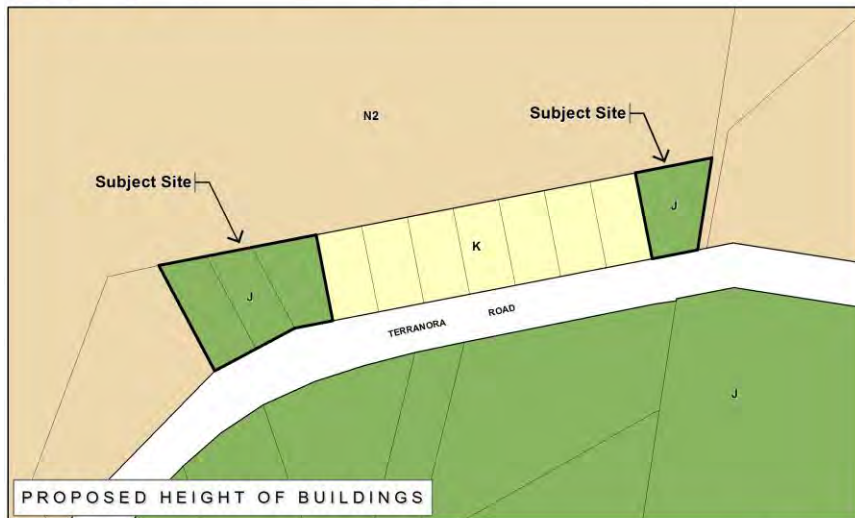 N2
Subject Site
Subject Site
J
K
J
TERRANORA ROAD
J
PROPOSED HEIGHT OF BUILDINGS